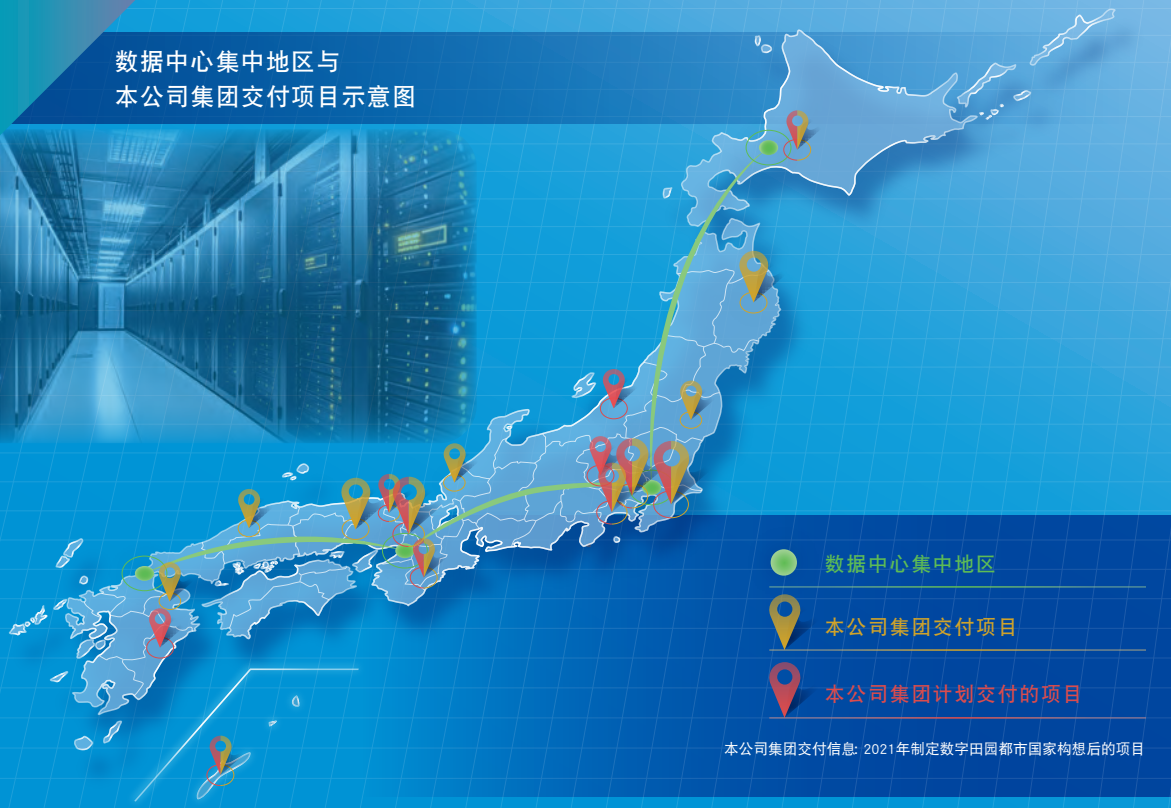 数据中心集中地区与
本公司集团交付项目示意图
数据中心集中地区
本公司集团交付项目
本公司集团计划交付的项目
本公司集团交付信息: 2021年制定数字田园都市国家构想后的项目